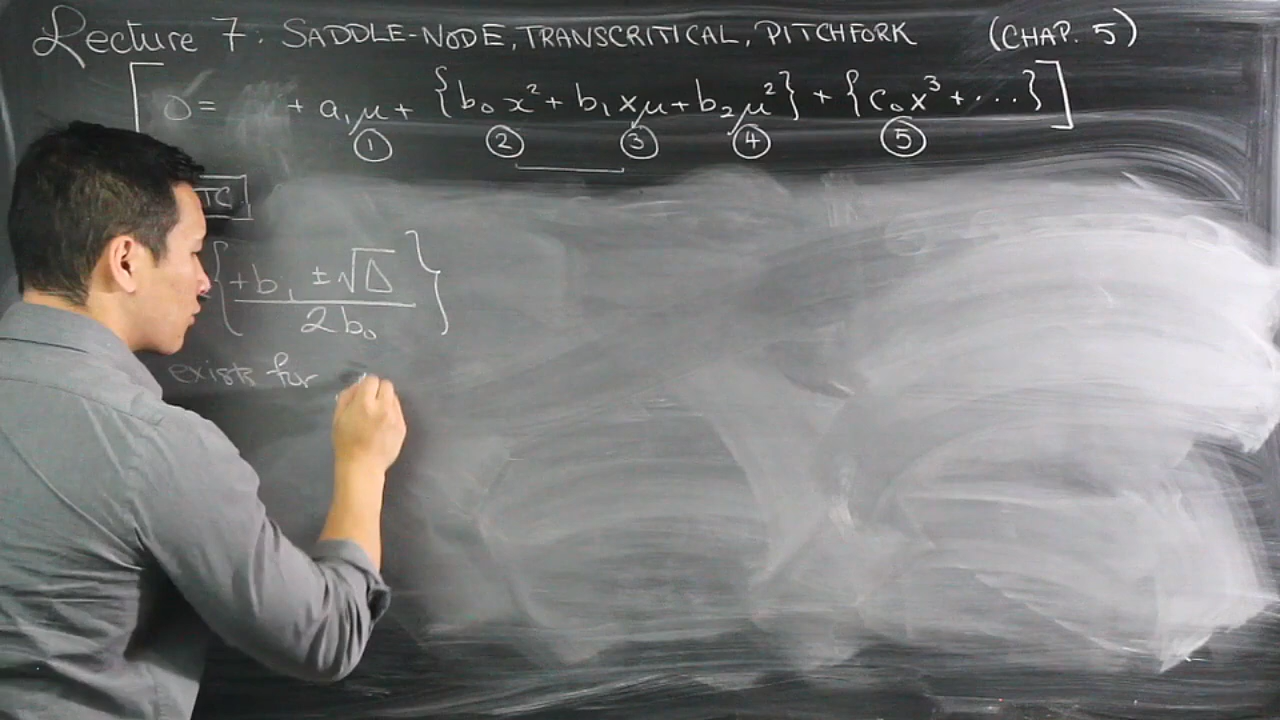 Lecture 7: SADDLE-NODE, TRANSCRITICAL, PITCHFORK (CHAP. 5)
[0 = + a₁μ + {b₀x² + b₁xμ + b₂μ²} + {c₀x³ + ...}]
① ② ③ ④ ⑤
TC
{(+b₁ ± √Δ) / 2b₀}
exists for